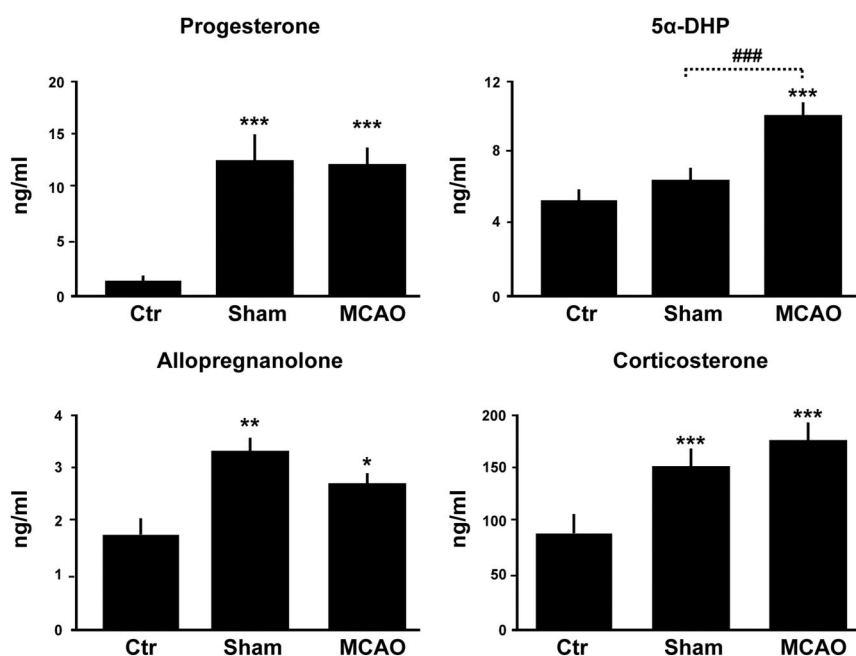 Progesterone
ng/ml
20
15
10
5
0
***
***
Ctr Sham MCAO
5α-DHP
ng/ml
12
8
4
0
###
***
Ctr Sham MCAO
Allopregnanolone
ng/ml
4
3
2
1
0
**
*
Ctr Sham MCAO
Corticosterone
ng/ml
200
150
100
50
0
***
***
Ctr Sham MCAO